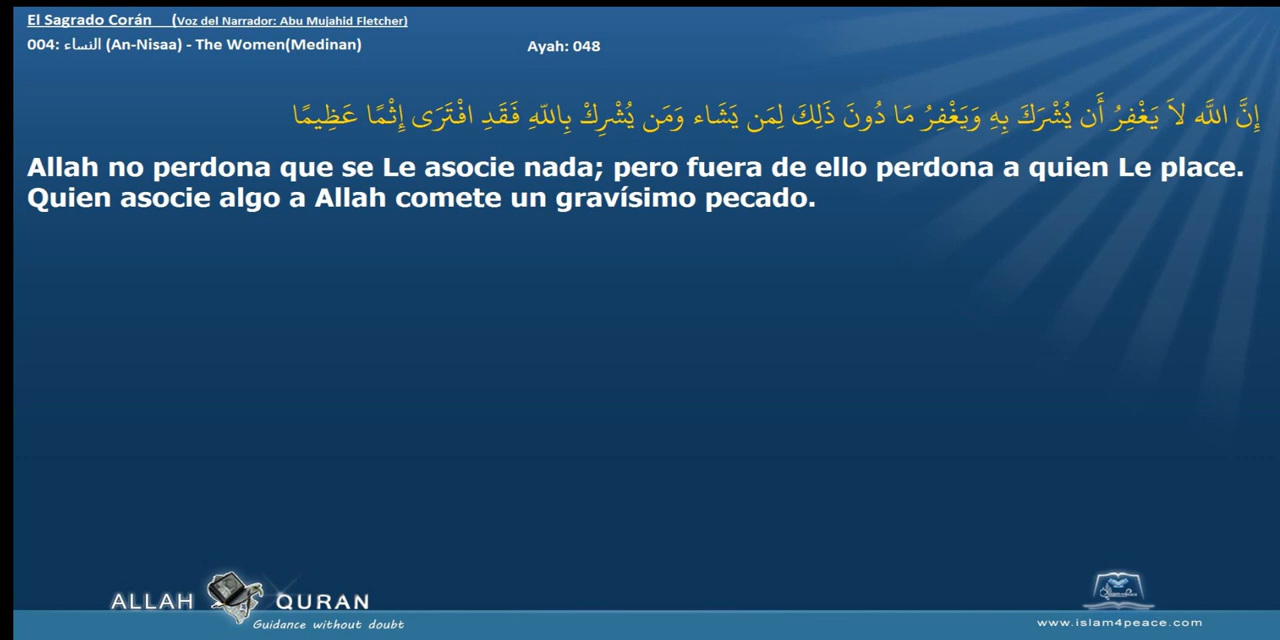 El Sagrado Corán (Voz del Narrador: Abu Mujahid Fletcher)
004: النساء (An-Nisaa) - The Women(Medinan) Ayah: 048
إِنَّ اللَّه لاَ يَغْفِرُ أَن يُشْرَكَ بِهِ وَيَغْفِرُ مَا دُونَ ذَلِكَ لِمَن يَشَاء وَمَن يُشْرِكْ بِاللّهِ فَقَدِ افْتَرَى إِثْمًا عَظِيمًا
Allah no perdona que se Le asocie nada; pero fuera de ello perdona a quien Le place.
Quien asocie algo a Allah comete un gravísimo pecado.
ALLAH QURAN
Guidance without doubt
www.islam4peace.com